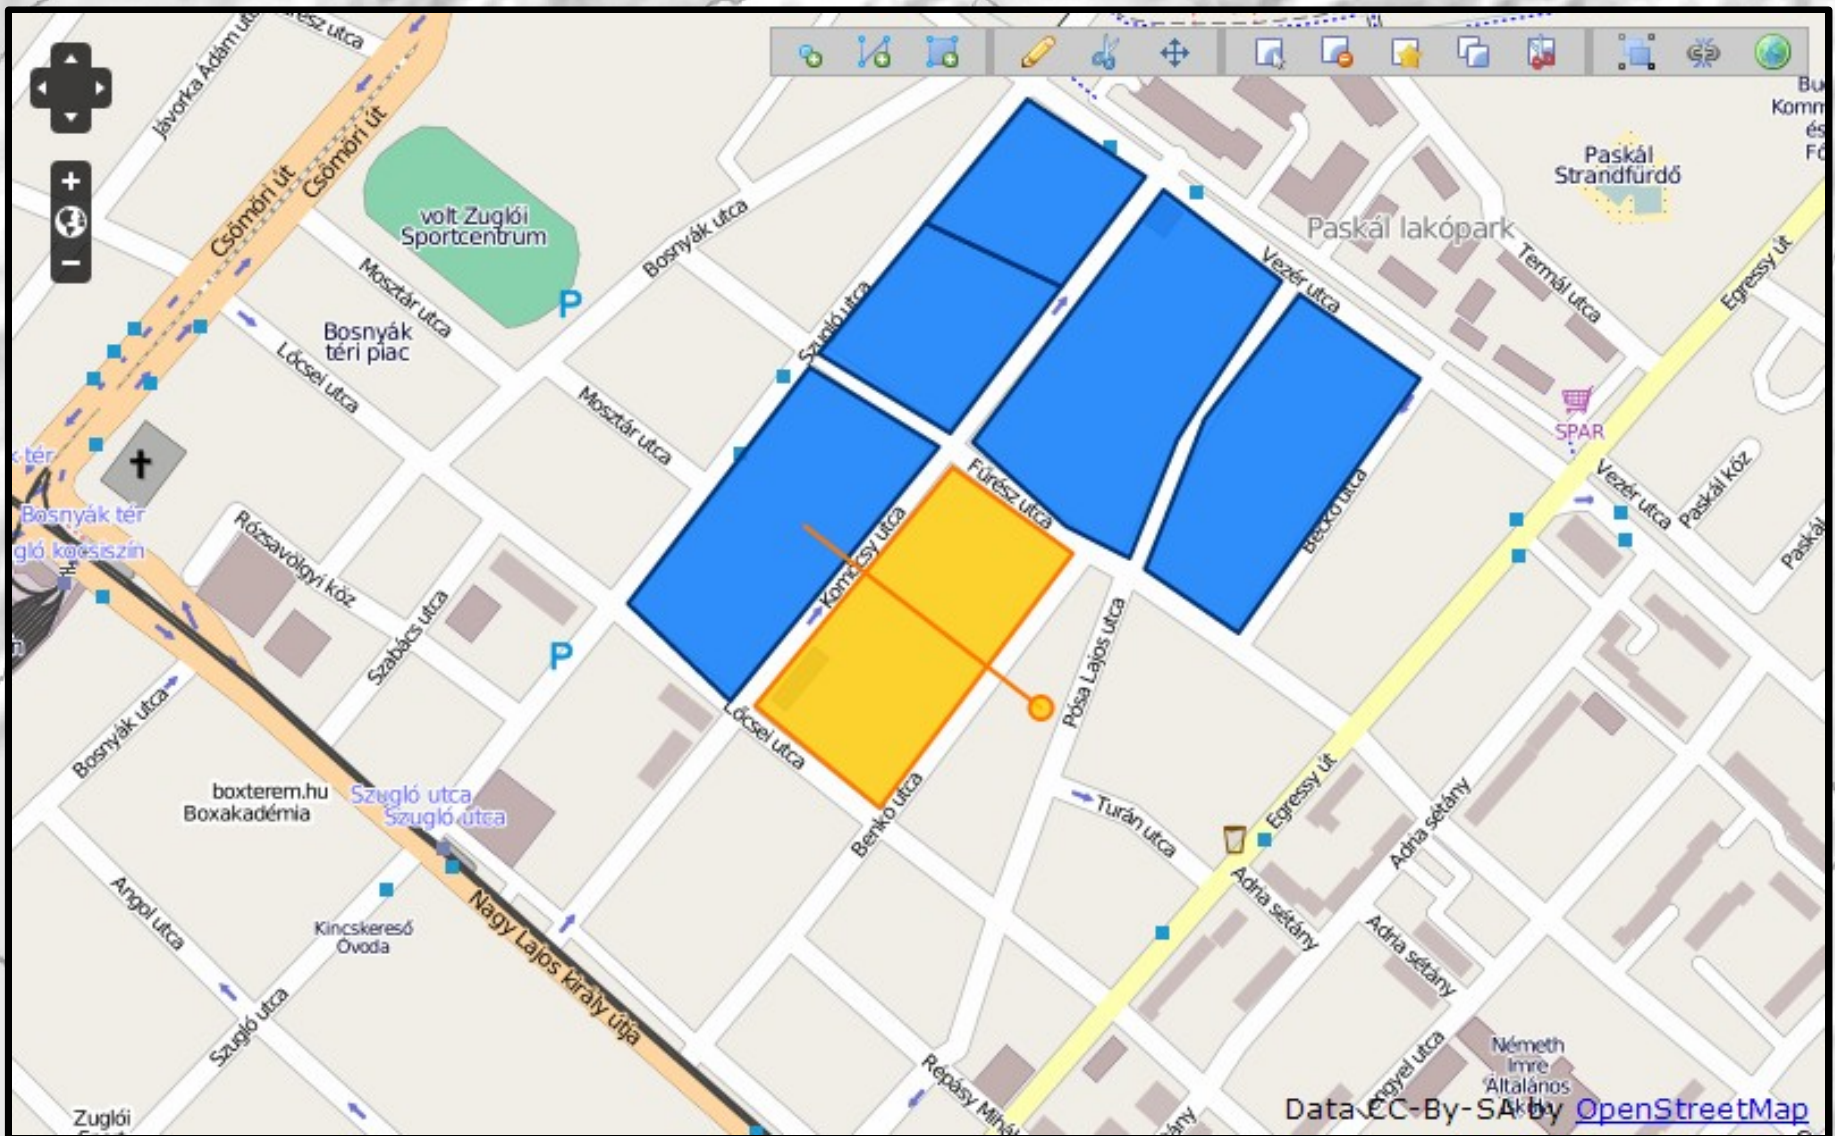 Jávorka Ádám utca
Csömöri út
Csömöri út
volt Zuglói
Sportcentrum
P
Bosnyák utca
Mosztár utca
Bosnyák
téri piac
Lőcsei utca
Mosztár utca
Szugló utca
Paskál
Strandfürdő
Paskál lakópark
Vezér utca
Termál utca
Egressy út
SPAR
Vezér utca
Paskál köz
Bosnyák tér
Rózsavölgyi köz
Szabács utca
P
Bosnyák utca
Komócsy utca
Fűrész utca
Beckó utca
Pósa Lajos utca
Lőcsei utca
Benkő utca
Turán utca
Egressy út
Adria sétány
Adria sétány
Adria sétány
boxterem.hu
Boxakadémia
Szugló utca
Szugló utca
Angol utca
Kincskereső
Óvoda
Nagy Lajos király útja
Szugló utca
Répásy Mihál
Németh
Imre
Általános
Zuglói
Data CC-By-SA by OpenStreetMap